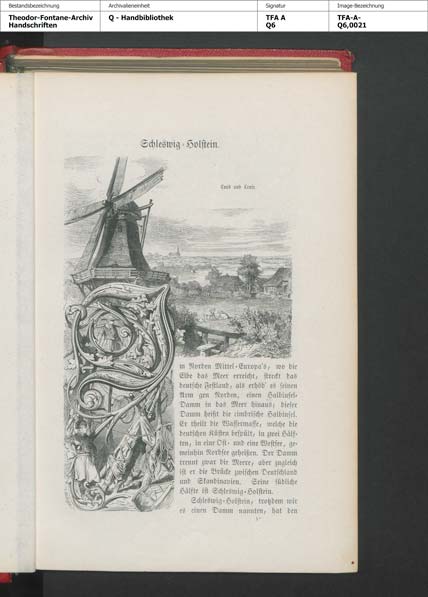 Bestandsbezeichnung
Theodor-Fontane-Archiv
Handschriften
Archivalieneinheit
Q - Handbibliothek
Signatur
TFA A
Q6
Image-Bezeichnung
TFA-A-
Q6,0021
Schleswig-Holstein.
Land und Leute.
m Norden Mittel-Europa's, wo die
Elbe das Meer erreicht, streckt das
deutsche Festland, als erhöb' es seinen
Arm gen Norden, einen Halbinsel-
Damm in das Meer hinaus; dieser
Damm heißt die cimbrische Halbinsel.
Er theilt die Wassermasse, welche die
deutschen Küsten bespült, in zwei Hälf-
ten, in eine Ost- und eine Westsee, ge-
meinhin Nordsee geheißen. Der Damm
trennt zwar die Meere, aber zugleich
ist er die Brücke zwischen Deutschland
und Skandinavien. Seine südliche
Hälfte ist Schleswig-Holstein.
Schleswig-Holstein, trotzdem wir
es einen Damm nannten, hat den